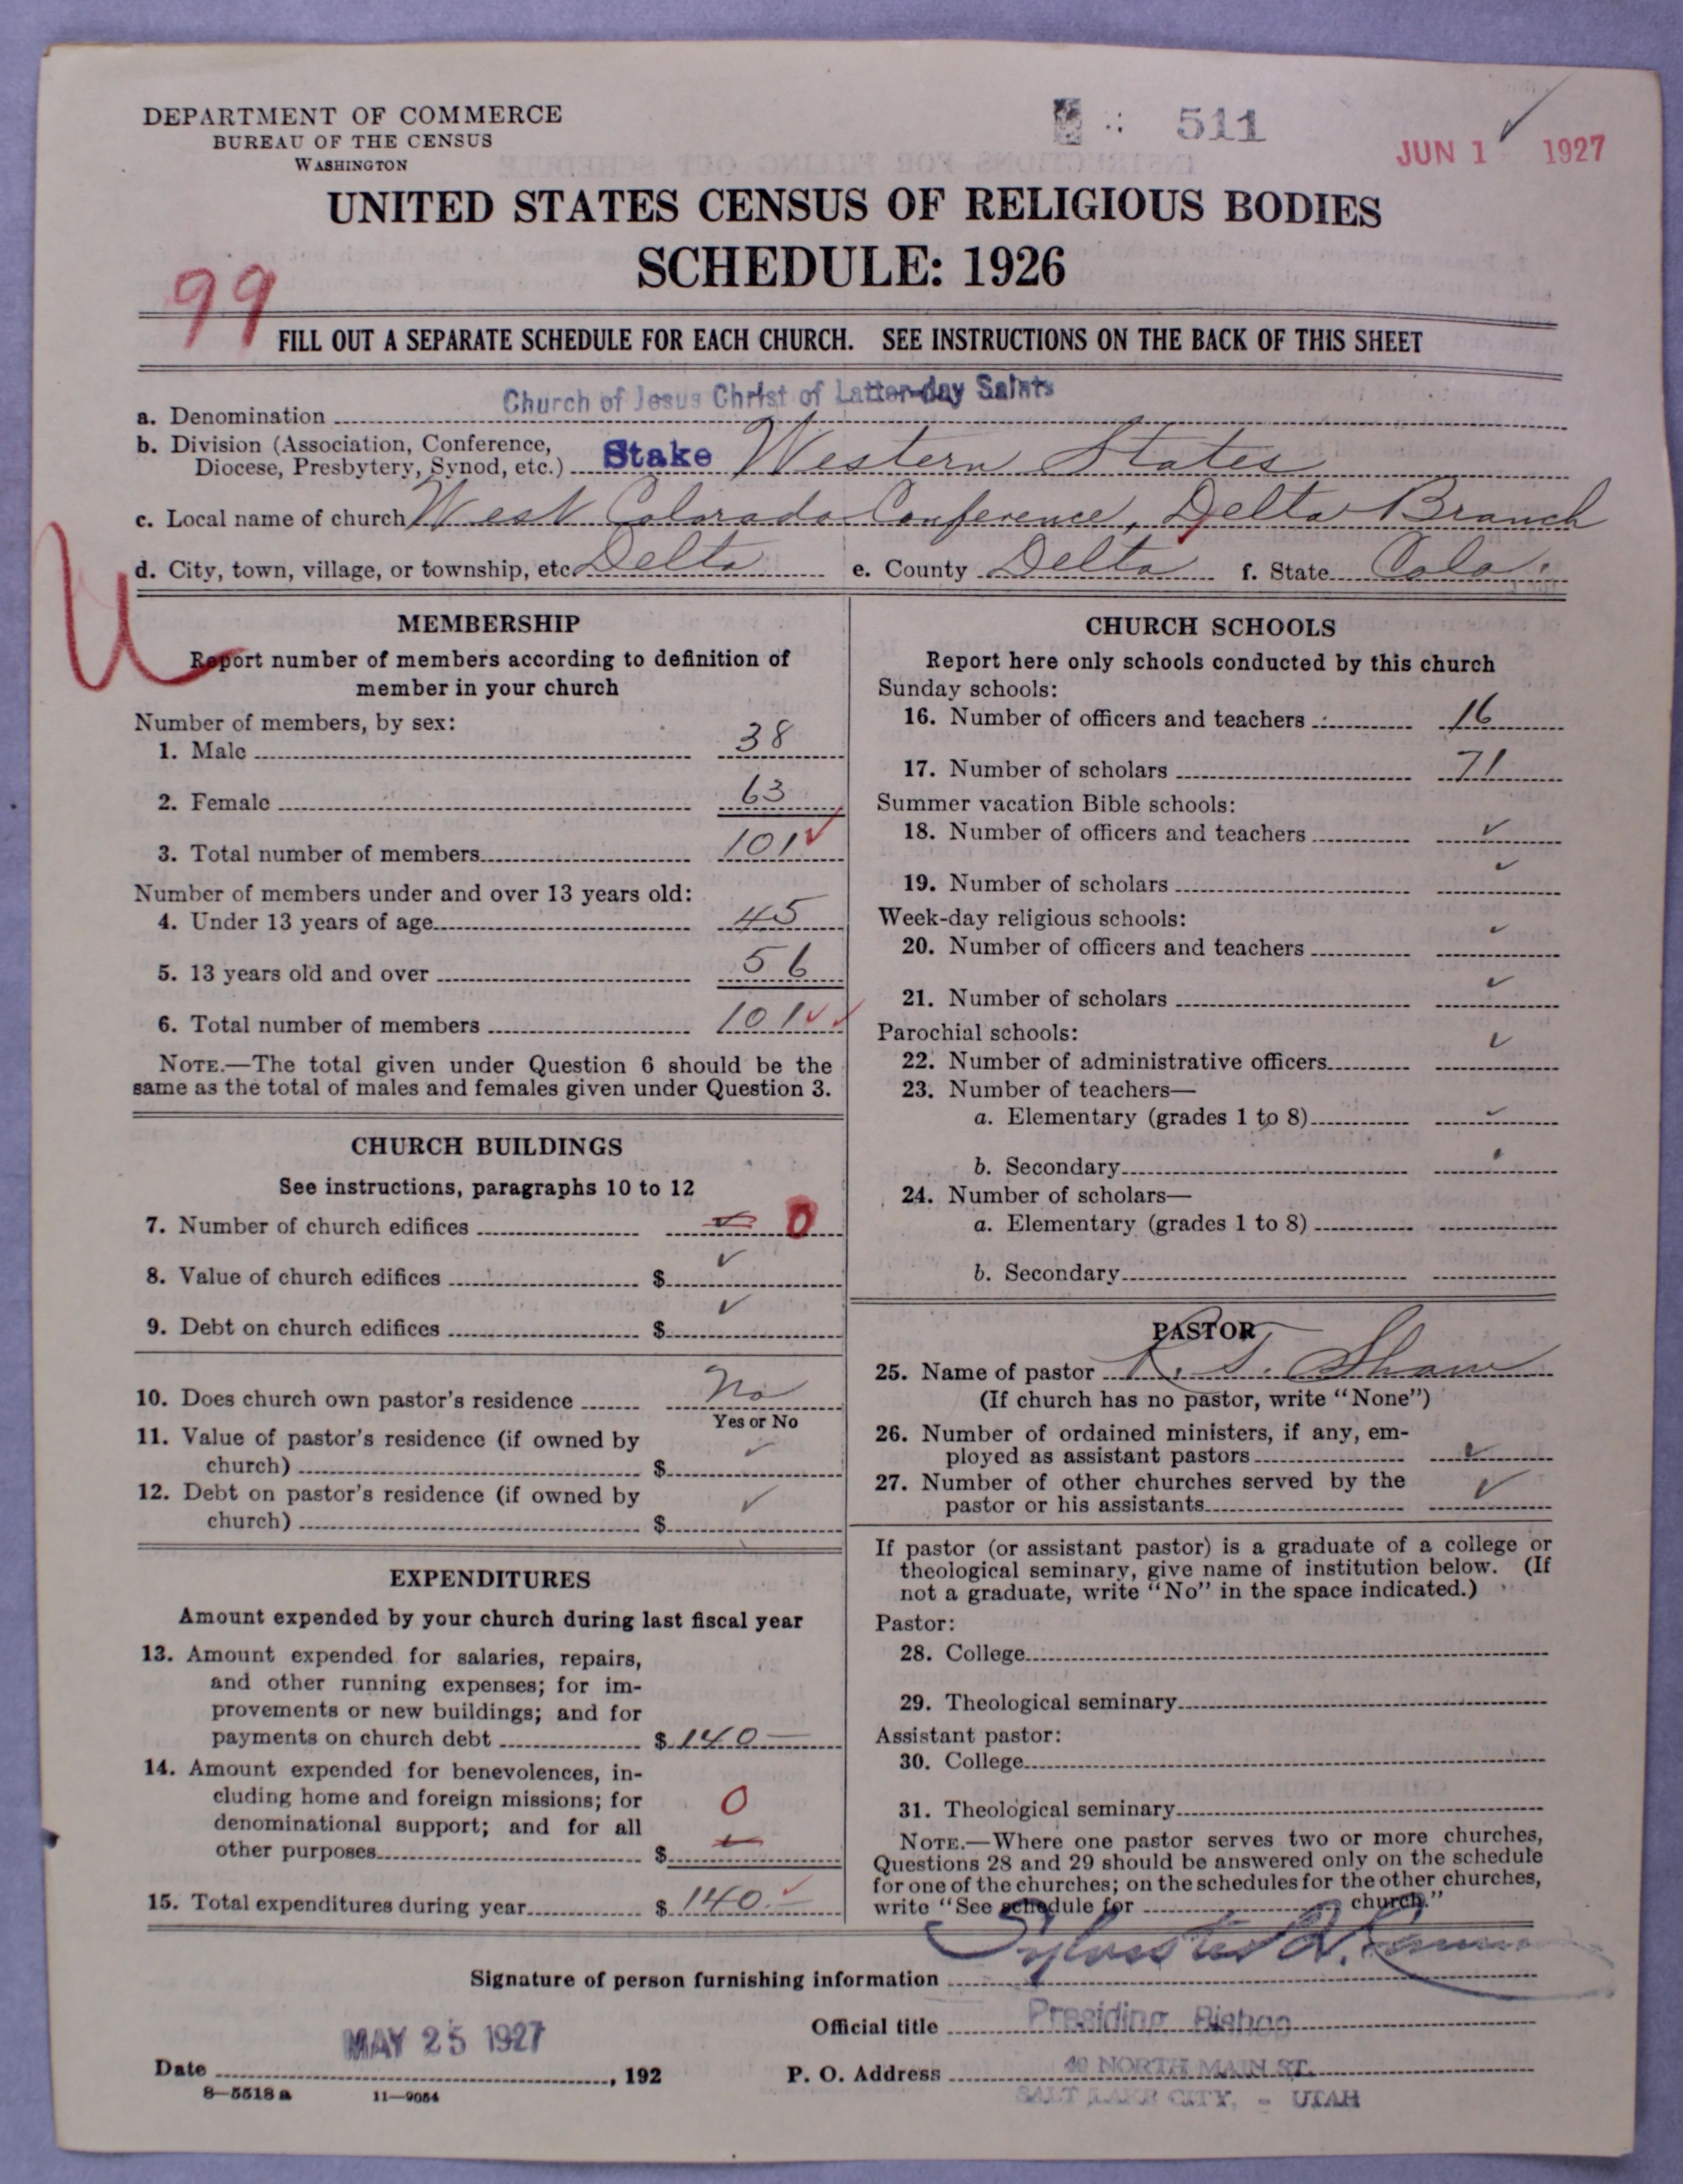 DEPARTMENT OF COMMERCE
BUREAU OF THE CENSUS
WASHINGTON
511
JUN 1 1927
UNITED STATES CENSUS OF RELIGIOUS BODIES
SCHEDULE: 1926
99
FILL OUT A SEPARATE SCHEDULE FOR EACH CHURCH. SEE INSTRUCTIONS ON THE BACK OF THIS SHEET
a. Denomination Church of Jesus Christ of Latter-day Saints
b. Division (Association, Conference,
Diocese, Presbytery, Synod, etc.) Stake Western States
c. Local name of church West Colorado Conference, Delta Branch
d. City, town, village, or township, etc. Delta e. County Delta f. State Colo.
U
MEMBERSHIP
Report number of members according to definition of
member in your church
Number of members, by sex:
1. Male 38
2. Female 63
3. Total number of members 101 ✓
Number of members under and over 13 years old:
4. Under 13 years of age 45
5. 13 years old and over 56
6. Total number of members 101 ✓ ✓
NOTE.—The total given under Question 6 should be the
same as the total of males and females given under Question 3.
CHURCH BUILDINGS
See instructions, paragraphs 10 to 12
7. Number of church edifices 0
8. Value of church edifices $ ✓
9. Debt on church edifices $ ✓
10. Does church own pastor's residence No
Yes or No
11. Value of pastor's residence (if owned by
church) $ ✓
12. Debt on pastor's residence (if owned by
church) $ ✓
EXPENDITURES
Amount expended by your church during last fiscal year
13. Amount expended for salaries, repairs,
and other running expenses; for im-
provements or new buildings; and for
payments on church debt $ 140—
14. Amount expended for benevolences, in-
cluding home and foreign missions; for
denominational support; and for all
other purposes $ 0
15. Total expenditures during year $ 140.— ✓
CHURCH SCHOOLS
Report here only schools conducted by this church
Sunday schools:
16. Number of officers and teachers 16
17. Number of scholars 71
Summer vacation Bible schools:
18. Number of officers and teachers ✓
19. Number of scholars ✓
Week-day religious schools:
20. Number of officers and teachers ✓
21. Number of scholars ✓
Parochial schools:
22. Number of administrative officers ✓
23. Number of teachers—
a. Elementary (grades 1 to 8) ✓
b. Secondary
24. Number of scholars—
a. Elementary (grades 1 to 8)
b. Secondary
PASTOR
25. Name of pastor R. T. Shaw
(If church has no pastor, write "None")
26. Number of ordained ministers, if any, em-
ployed as assistant pastors ✓
27. Number of other churches served by the
pastor or his assistants ✓
If pastor (or assistant pastor) is a graduate of a college or
theological seminary, give name of institution below. (If
not a graduate, write "No" in the space indicated.)
Pastor:
28. College
29. Theological seminary
Assistant pastor:
30. College
31. Theological seminary
NOTE.—Where one pastor serves two or more churches,
Questions 28 and 29 should be answered only on the schedule
for one of the churches; on the schedules for the other churches,
write "See schedule for church."
Signature of person furnishing information Sylvester Q. Cannon
Official title Presiding Bishop
MAY 25 1927
Date , 192
P. O. Address 40 NORTH MAIN ST.
SALT LAKE CITY, - UTAH
8—5518 a 11—9054